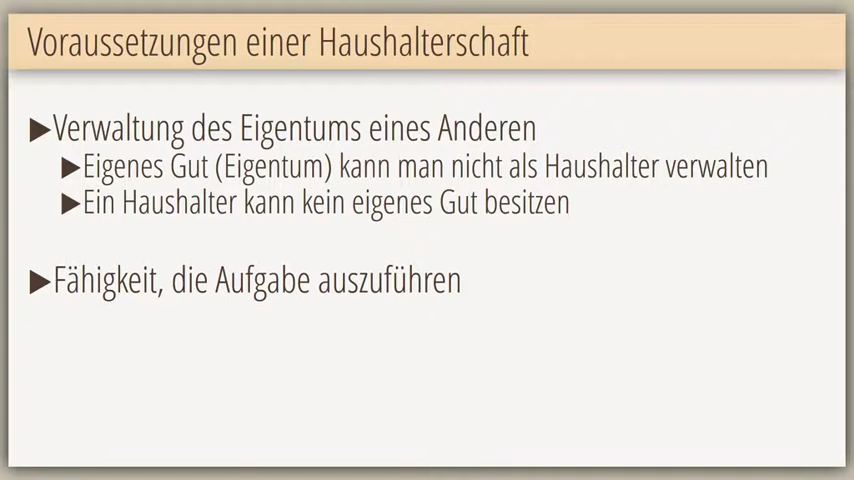 Voraussetzungen einer Haushalterschaft
▶Verwaltung des Eigentums eines Anderen
▶Eigenes Gut (Eigentum) kann man nicht als Haushalter verwalten
▶Ein Haushalter kann kein eigenes Gut besitzen
▶Fähigkeit, die Aufgabe auszuführen